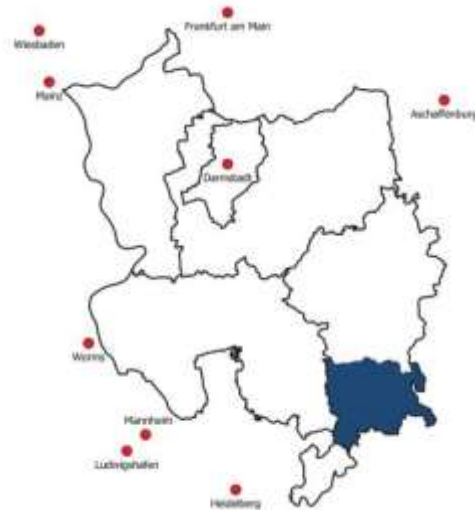 Frankfurt am Main
Wiesbaden
Mainz
Aschaffenburg
Darmstadt
Worms
Mannheim
Ludwigshafen
Heidelberg